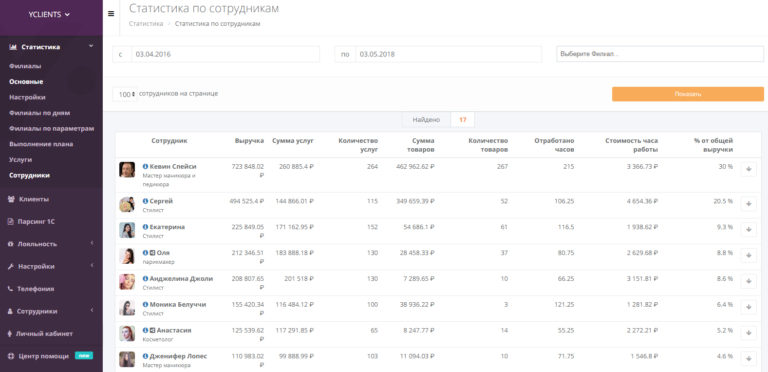 YCLIENTS
Статистика
Филиалы
Основные
Настройки
Филиалы по дням
Филиалы по параметрам
Выполнение плана
Услуги
Сотрудники
Клиенты
Парсинг 1С
Лояльность
Настройки
Телефония
Сотрудники
Личный кабинет
Центр помощи new
Статистика по сотрудникам
Статистика Статистика по сотрудникам
с 03.04.2016 по 03.05.2018 Выберите Филиал...
100 сотрудников на странице Показать
Найдено 17
Сотрудник Выручка Сумма услуг Количество услуг Сумма товаров Количество товаров Отработано часов Стоимость часа работы % от общей выручки
Кевин Спейси 723 848.02 ₽ 260 885.4 ₽ 264 462 962.62 ₽ 267 215 3 366.73 ₽ 30 %
Мастер маникюра и педикюра
Сергей 494 525.4 ₽ 144 866.01 ₽ 115 349 659.39 ₽ 52 106.25 4 654.36 ₽ 20.5 %
Стилист
Екатерина 225 849.05 ₽ 171 162.95 ₽ 152 54 686.1 ₽ 61 116.5 1 938.62 ₽ 9.3 %
Стилист
Оля 212 346.51 ₽ 183 888.18 ₽ 130 28 458.33 ₽ 37 80.75 2 629.68 ₽ 8.8 %
парикмахер
Анджелина Джоли 208 807.65 ₽ 201 518 ₽ 130 7 289.65 ₽ 10 66.25 3 151.81 ₽ 8.6 %
Стилист
Моника Белуччи 155 420.34 ₽ 116 484.12 ₽ 100 38 936.22 ₽ 3 121.25 1 281.82 ₽ 6.4 %
Стилист
Анастасия 125 539.62 ₽ 117 291.85 ₽ 65 8 247.77 ₽ 14 55.25 2 272.21 ₽ 5.2 %
Косметолог
Дженифер Лопес 110 983.02 ₽ 99 888.99 ₽ 103 11 094.03 ₽ 10 71.75 1 546.8 ₽ 4.6 %
Мастер маникюра